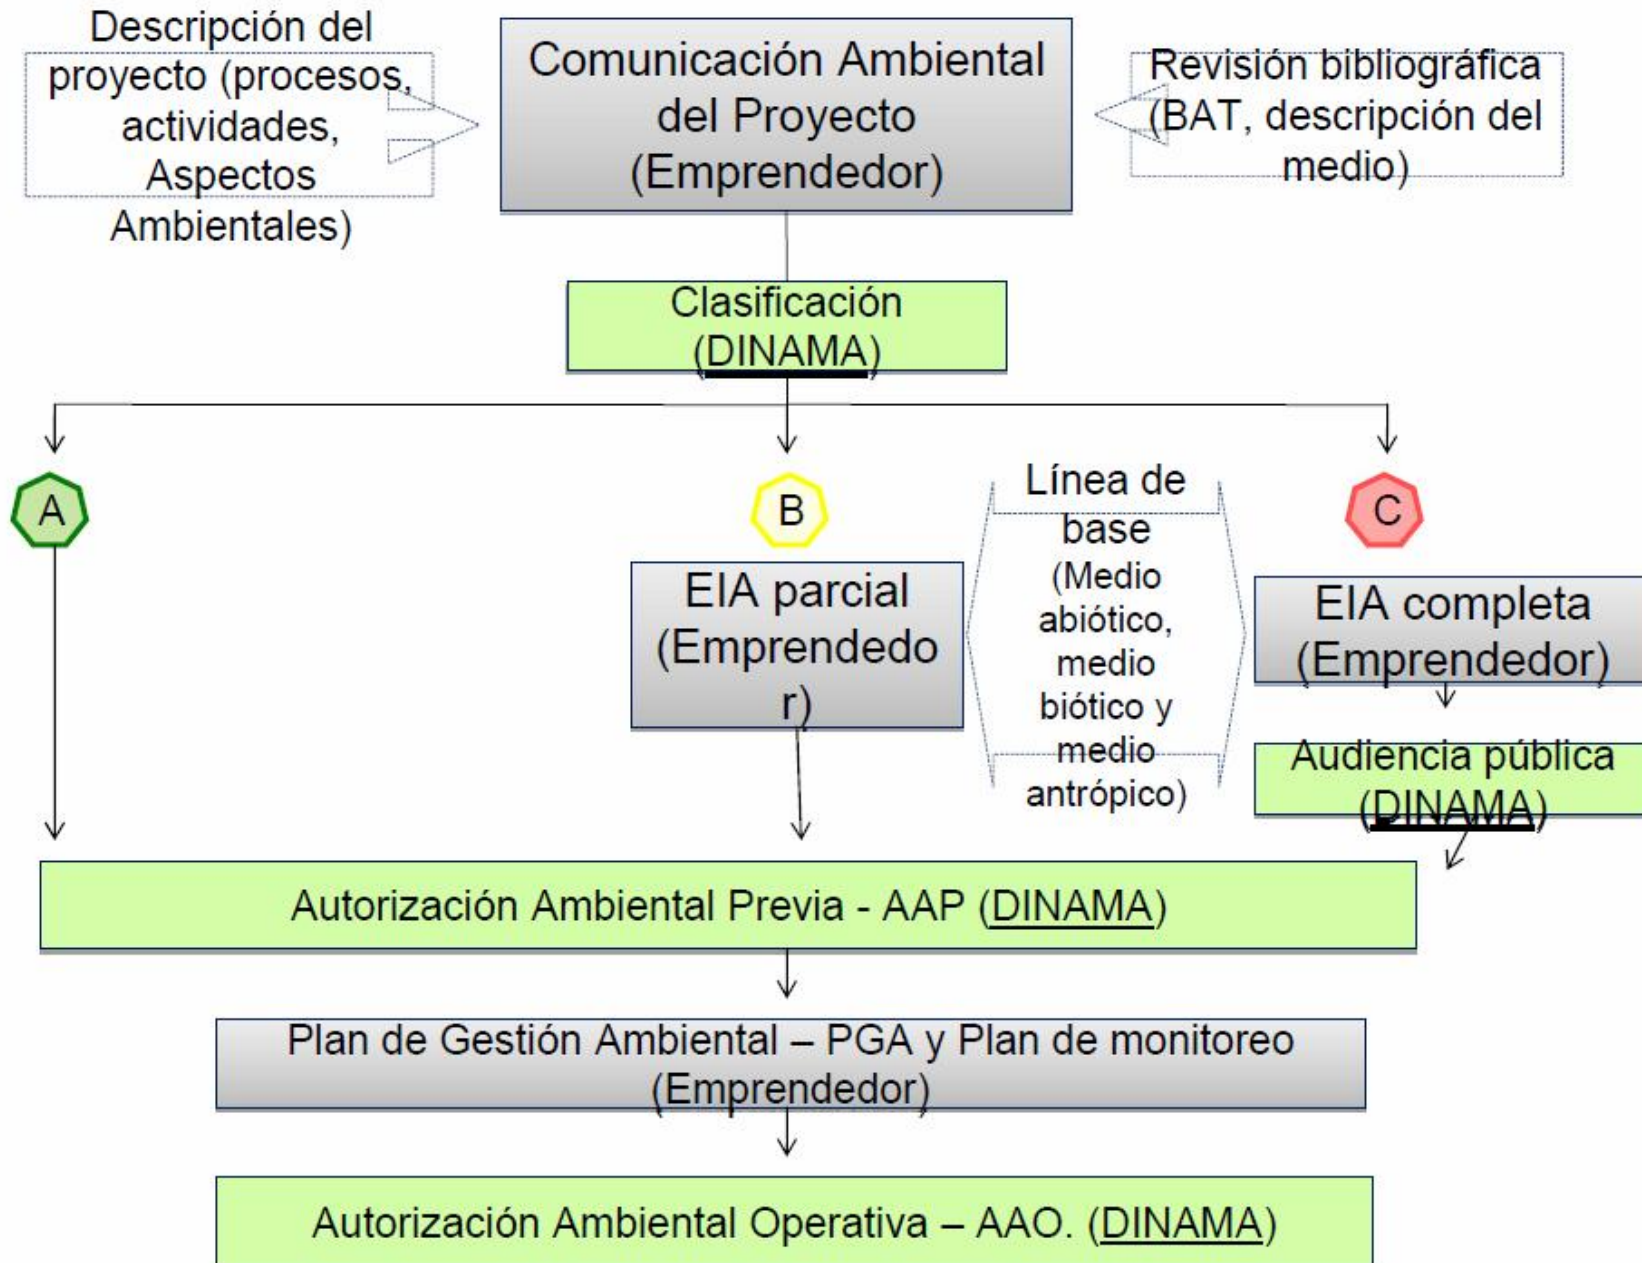 Descripción del
proyecto (procesos,
actividades,
Aspectos
Ambientales)
Comunicación Ambiental
del Proyecto
(Emprendedor)
Revisión bibliográfica
(BAT, descripción del
medio)
Clasificación
(DINAMA)
A
B
C
EIA parcial
(Emprendedo
r)
Línea de
base
(Medio
abiótico,
medio
biótico y
medio
antrópico)
EIA completa
(Emprendedor)
Audiencia pública
(DINAMA)
Autorización Ambiental Previa - AAP (DINAMA)
Plan de Gestión Ambiental – PGA y Plan de monitoreo
(Emprendedor)
Autorización Ambiental Operativa – AAO. (DINAMA)